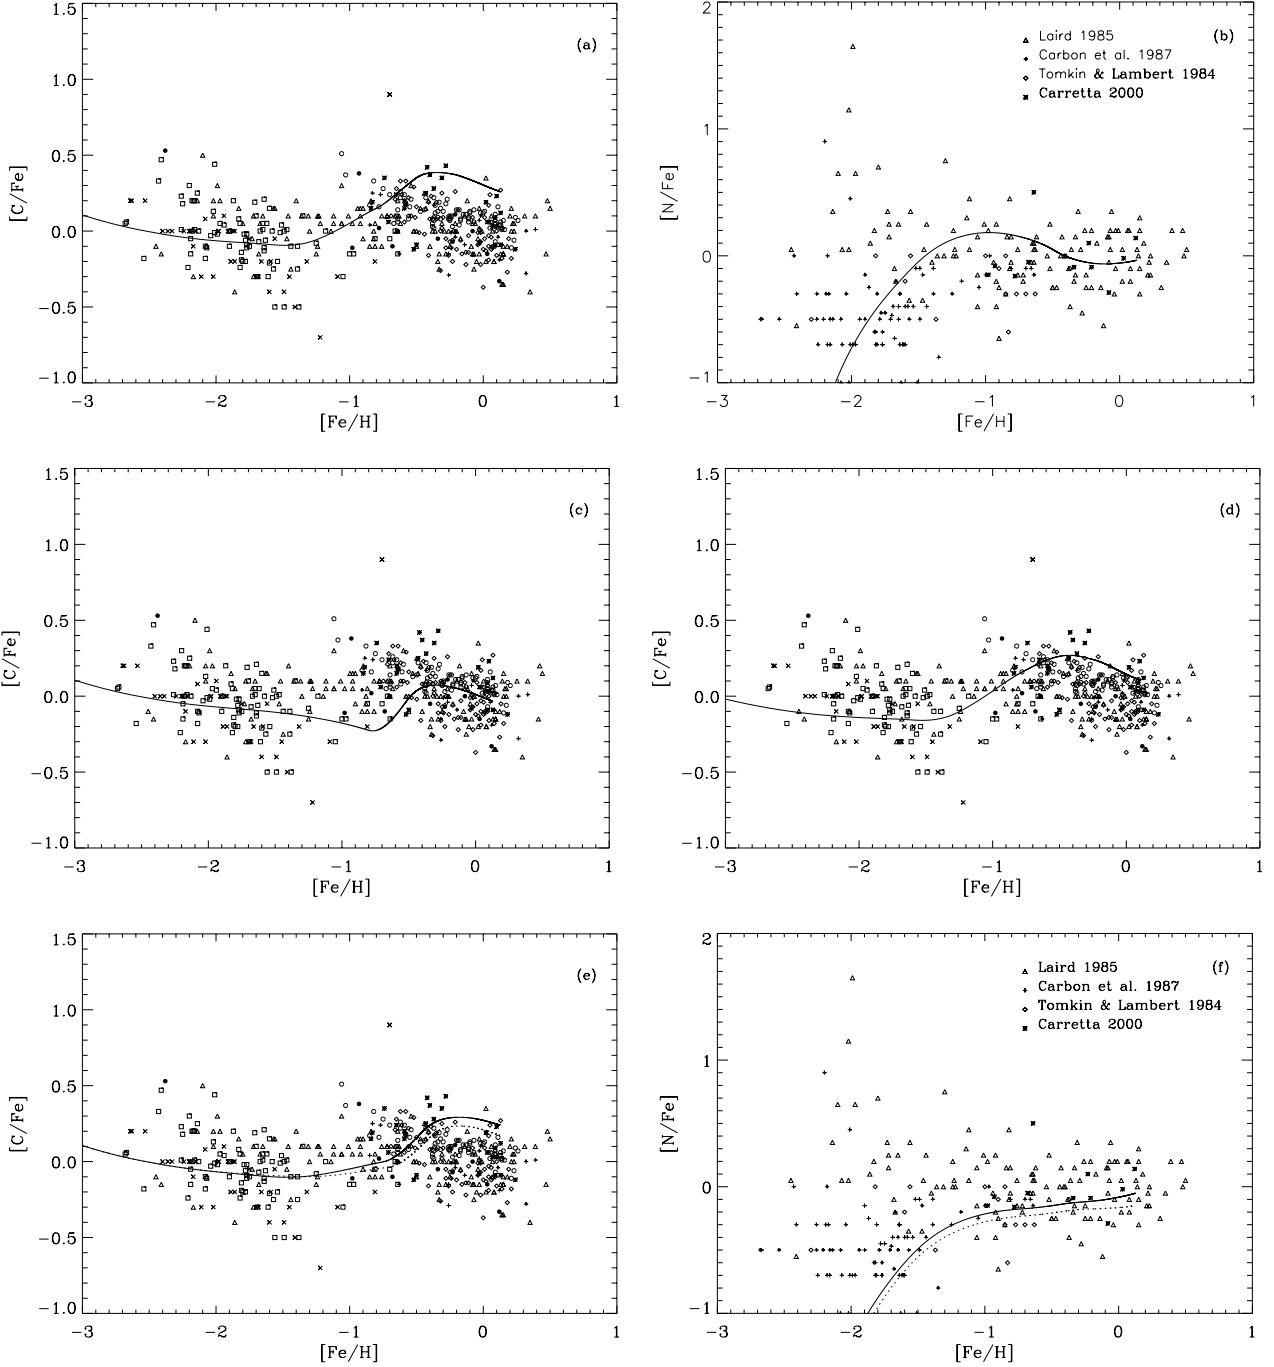 1.5
1.0
0.5
0.0
−0.5
−1.0
[C/Fe]
(a)
−3 −2 −1 0 1
[Fe/H]
2
1
0
−1
[N/Fe]
Laird 1985
Carbon et al. 1987
Tomkin & Lambert 1984
Carretta 2000
(b)
−3 −2 −1 0 1
[Fe/H]
1.5
1.0
0.5
0.0
−0.5
−1.0
[C/Fe]
(c)
−3 −2 −1 0 1
[Fe/H]
1.5
1.0
0.5
0.0
−0.5
−1.0
[C/Fe]
(d)
−3 −2 −1 0 1
[Fe/H]
1.5
1.0
0.5
0.0
−0.5
−1.0
[C/Fe]
(e)
−3 −2 −1 0 1
[Fe/H]
2
1
0
−1
[N/Fe]
Laird 1985
Carbon et al. 1987
Tomkin & Lambert 1984
Carretta 2000
(f)
−3 −2 −1 0 1
[Fe/H]